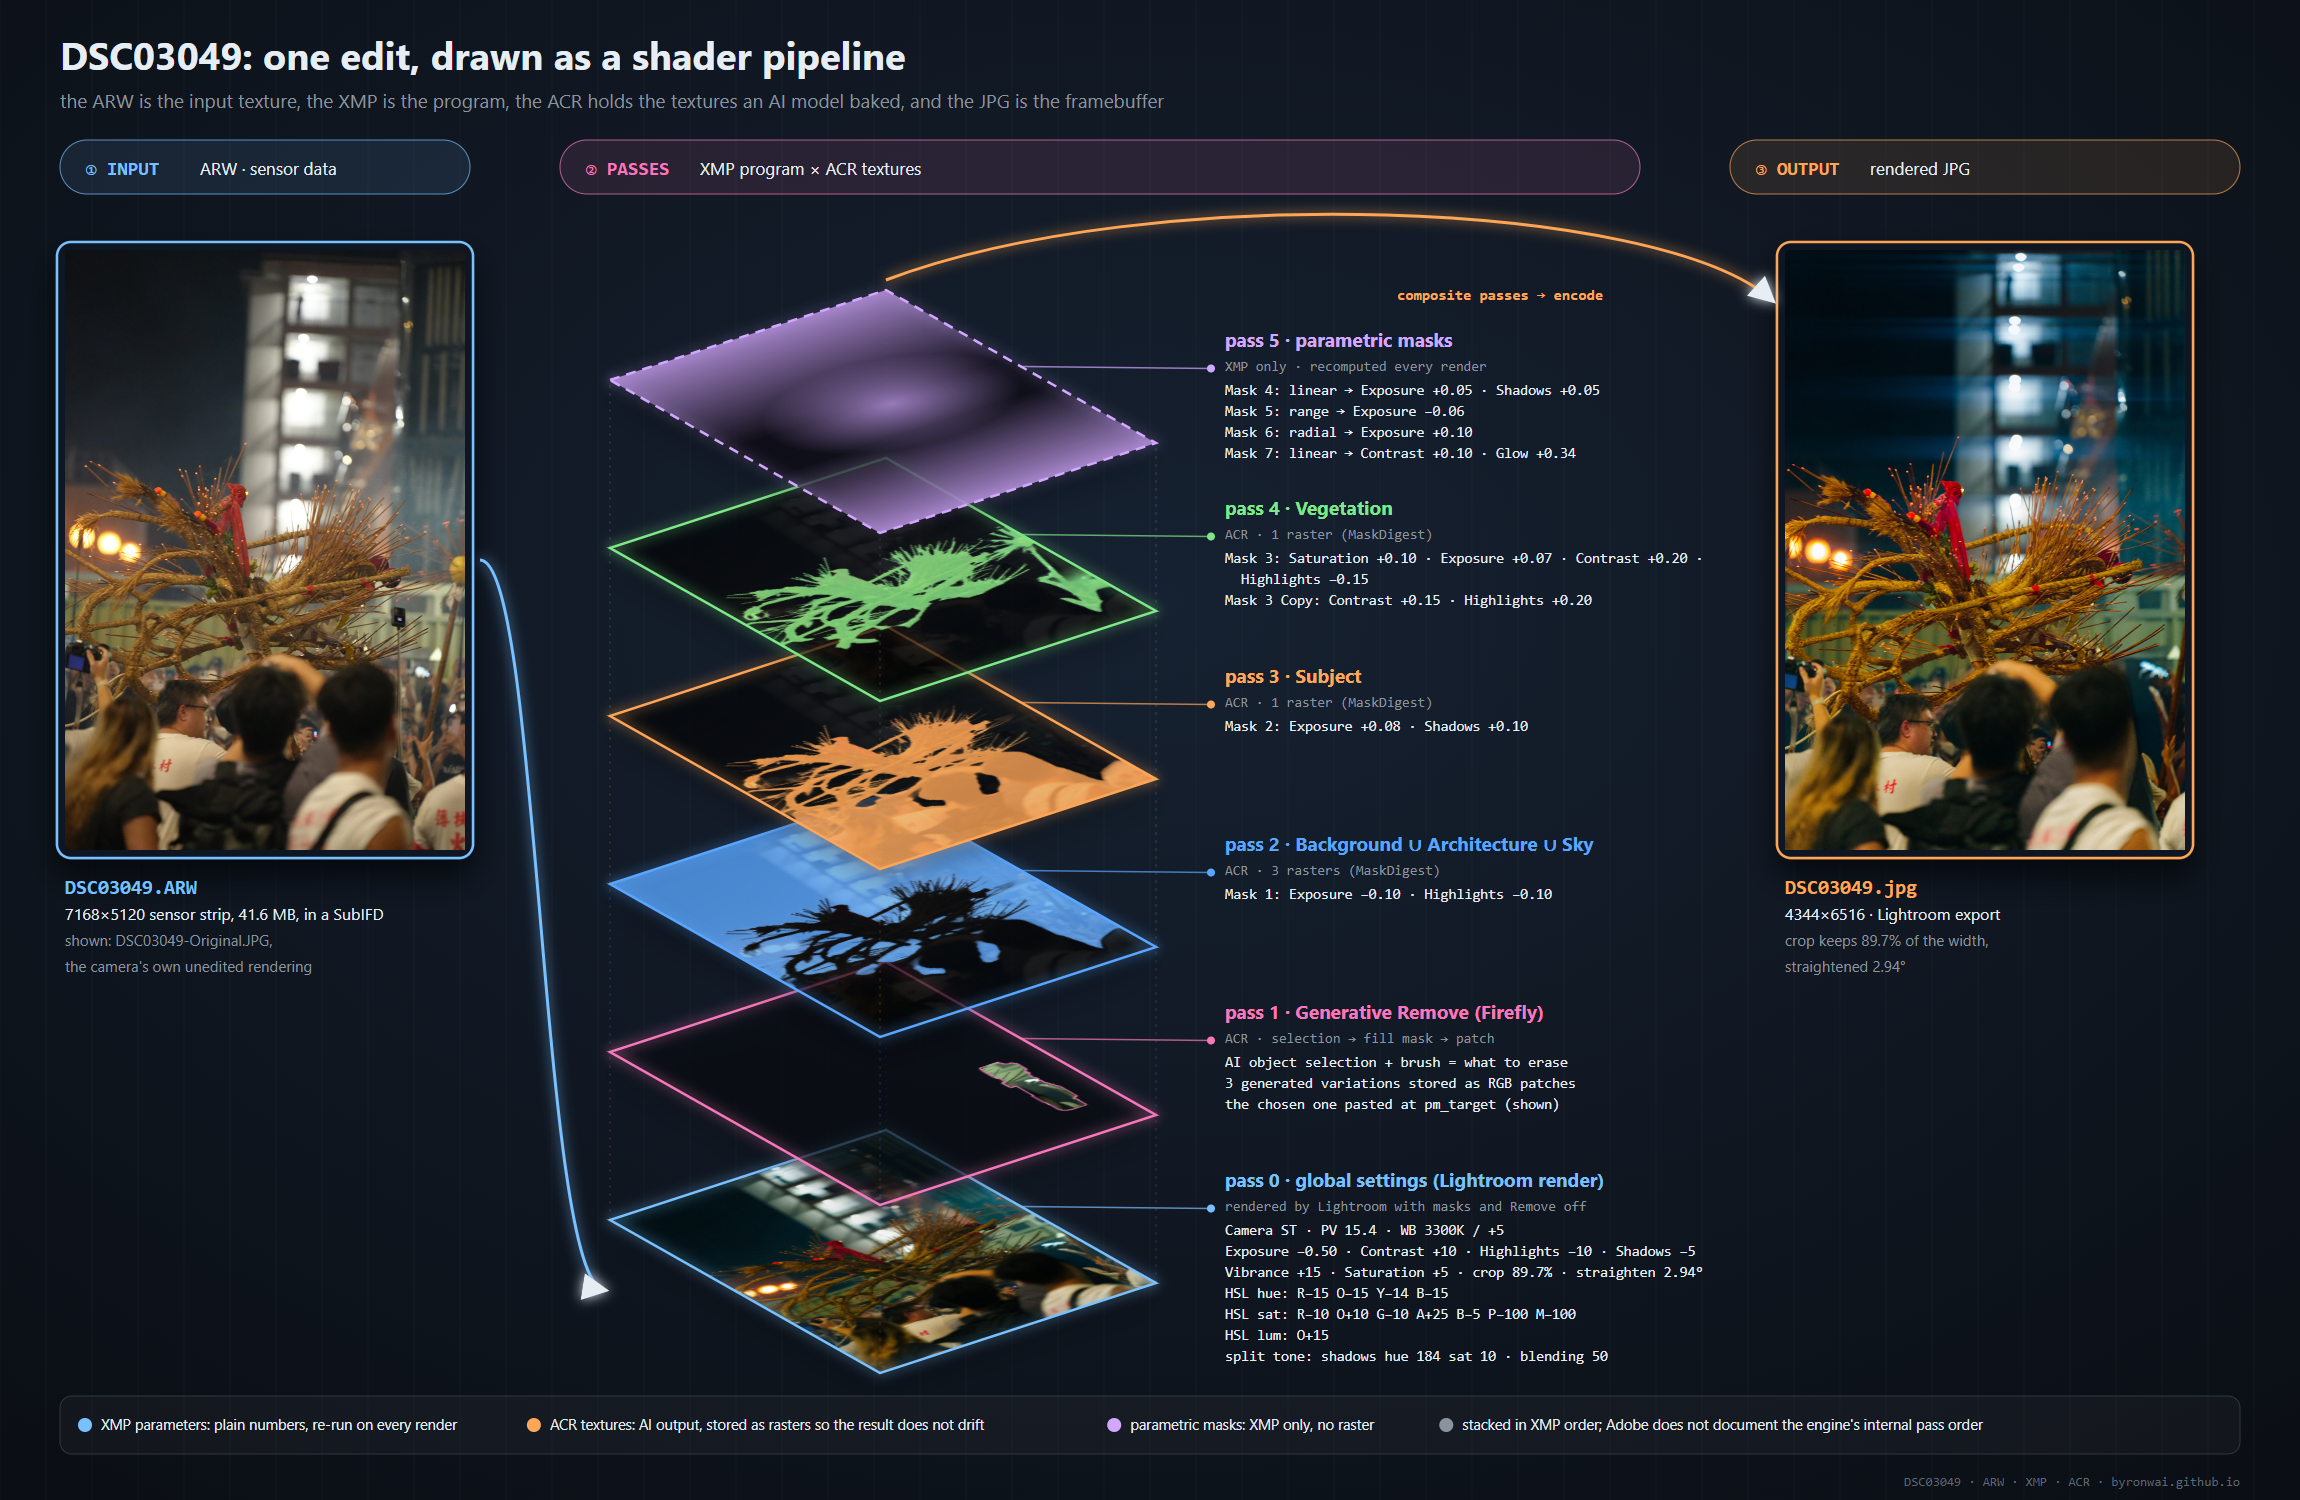 DSC03049: one edit, drawn as a shader pipeline
the ARW is the input texture, the XMP is the program, the ACR holds the textures an AI model baked, and the JPG is the framebuffer
① INPUT ARW · sensor data
② PASSES XMP program × ACR textures
③ OUTPUT rendered JPG
composite passes → encode
pass 5 · parametric masks
XMP only · recomputed every render
Mask 4: linear → Exposure +0.05 · Shadows +0.05
Mask 5: range → Exposure −0.06
Mask 6: radial → Exposure +0.10
Mask 7: linear → Contrast +0.10 · Glow +0.34
pass 4 · Vegetation
ACR · 1 raster (MaskDigest)
Mask 3: Saturation +0.10 · Exposure +0.07 · Contrast +0.20 ·
Highlights −0.15
Mask 3 Copy: Contrast +0.15 · Highlights +0.20
pass 3 · Subject
ACR · 1 raster (MaskDigest)
Mask 2: Exposure +0.08 · Shadows +0.10
pass 2 · Background ∪ Architecture ∪ Sky
ACR · 3 rasters (MaskDigest)
Mask 1: Exposure −0.10 · Highlights −0.10
pass 1 · Generative Remove (Firefly)
ACR · selection → fill mask → patch
AI object selection + brush = what to erase
3 generated variations stored as RGB patches
the chosen one pasted at pm_target (shown)
pass 0 · global settings (Lightroom render)
rendered by Lightroom with masks and Remove off
Camera ST · PV 15.4 · WB 3300K / +5
Exposure −0.50 · Contrast +10 · Highlights −10 · Shadows −5
Vibrance +15 · Saturation +5 · crop 89.7% · straighten 2.94°
HSL hue: R−15 O−15 Y−14 B−15
HSL sat: R−10 O+10 G−10 A+25 B−5 P−100 M−100
HSL lum: O+15
split tone: shadows hue 184 sat 10 · blending 50
村
DSC03049.ARW
7168×5120 sensor strip, 41.6 MB, in a SubIFD
shown: DSC03049-Original.JPG,
the camera's own unedited rendering
村
DSC03049.jpg
4344×6516 · Lightroom export
crop keeps 89.7% of the width,
straightened 2.94°
XMP parameters: plain numbers, re-run on every render
ACR textures: AI output, stored as rasters so the result does not drift
parametric masks: XMP only, no raster
stacked in XMP order; Adobe does not document the engine's internal pass order
DSC03049 · ARW · XMP · ACR · byronwai.github.io